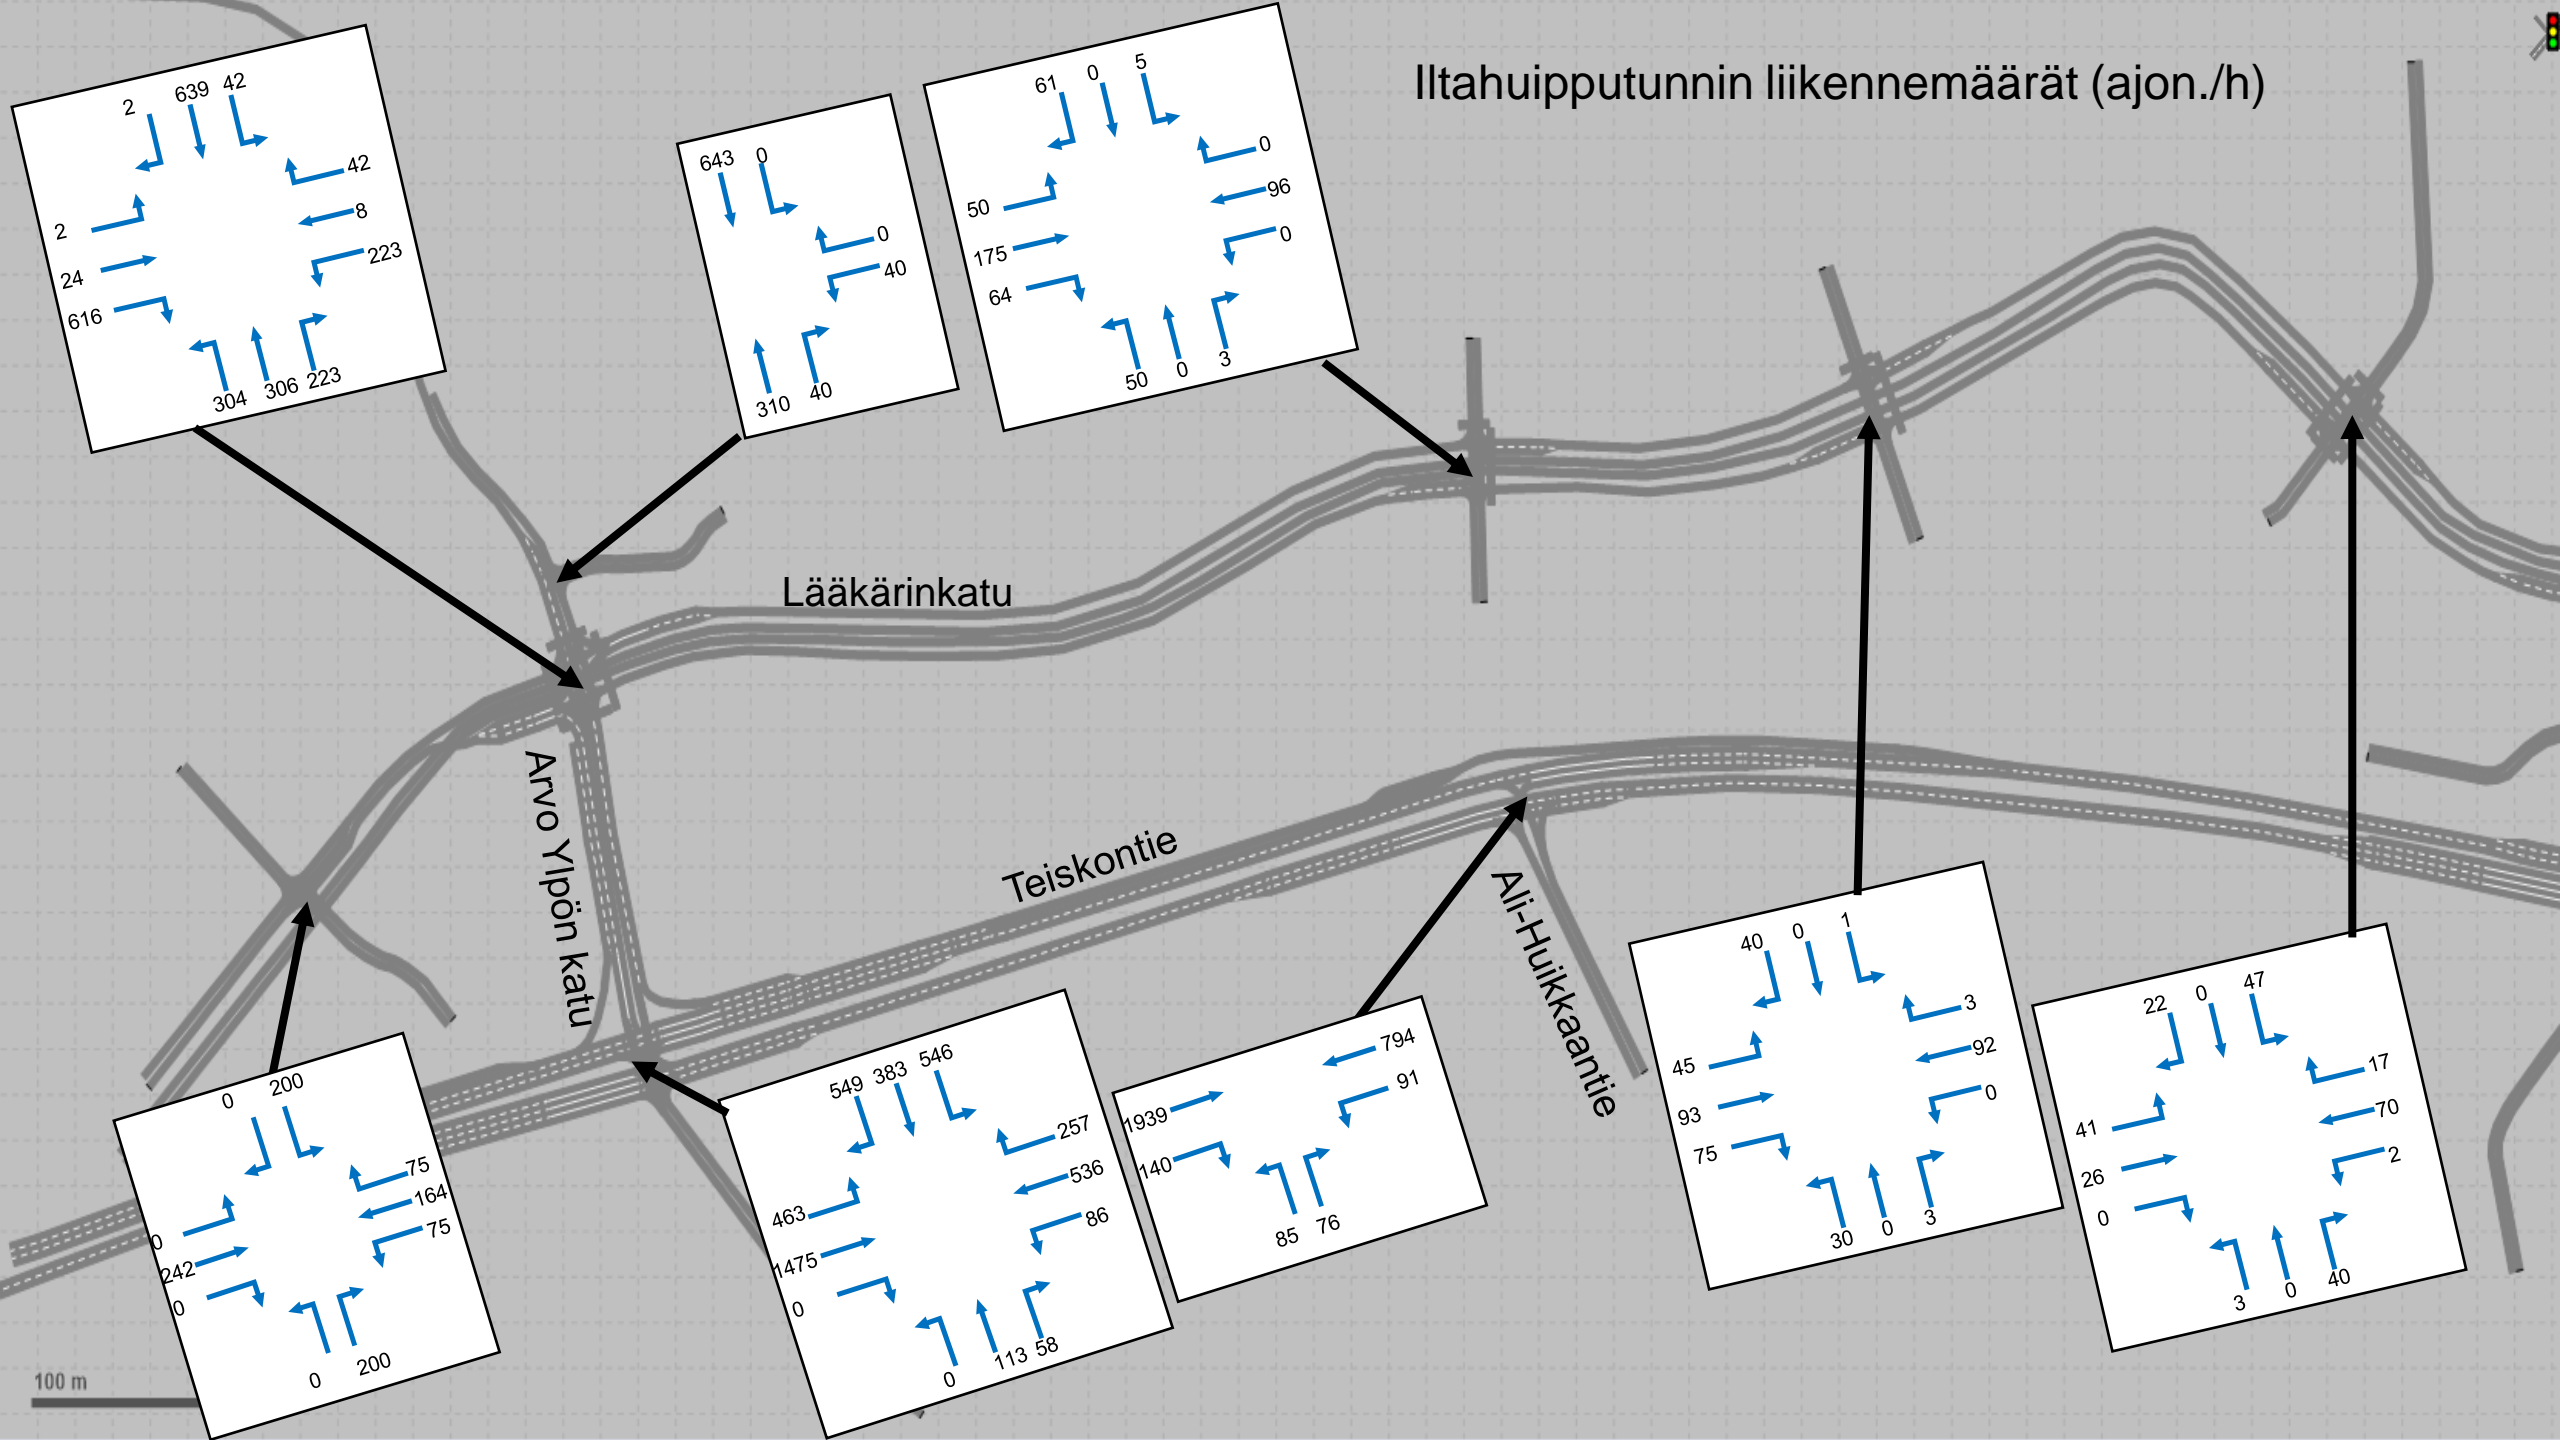 Iltahuipputunnin liikennemäärät (ajon./h)
2 639 42
42
8
223
2
24
616
304 306 223
643 0
0
40
310 40
61 0 5
0
96
0
50
175
64
50 0 3
Lääkärinkatu
Arvo Ylpön katu
Teiskontie
Ali-Huikkaantie
0 200
75
164
75
0
242
0
0 200
549 383 546
257
536
86
463
1475
0
0 113 58
794
91
1939
140
85 76
40 0 1
3
92
0
45
93
75
30 0 3
22 0 47
17
70
2
41
26
0
3 0 40
100 m